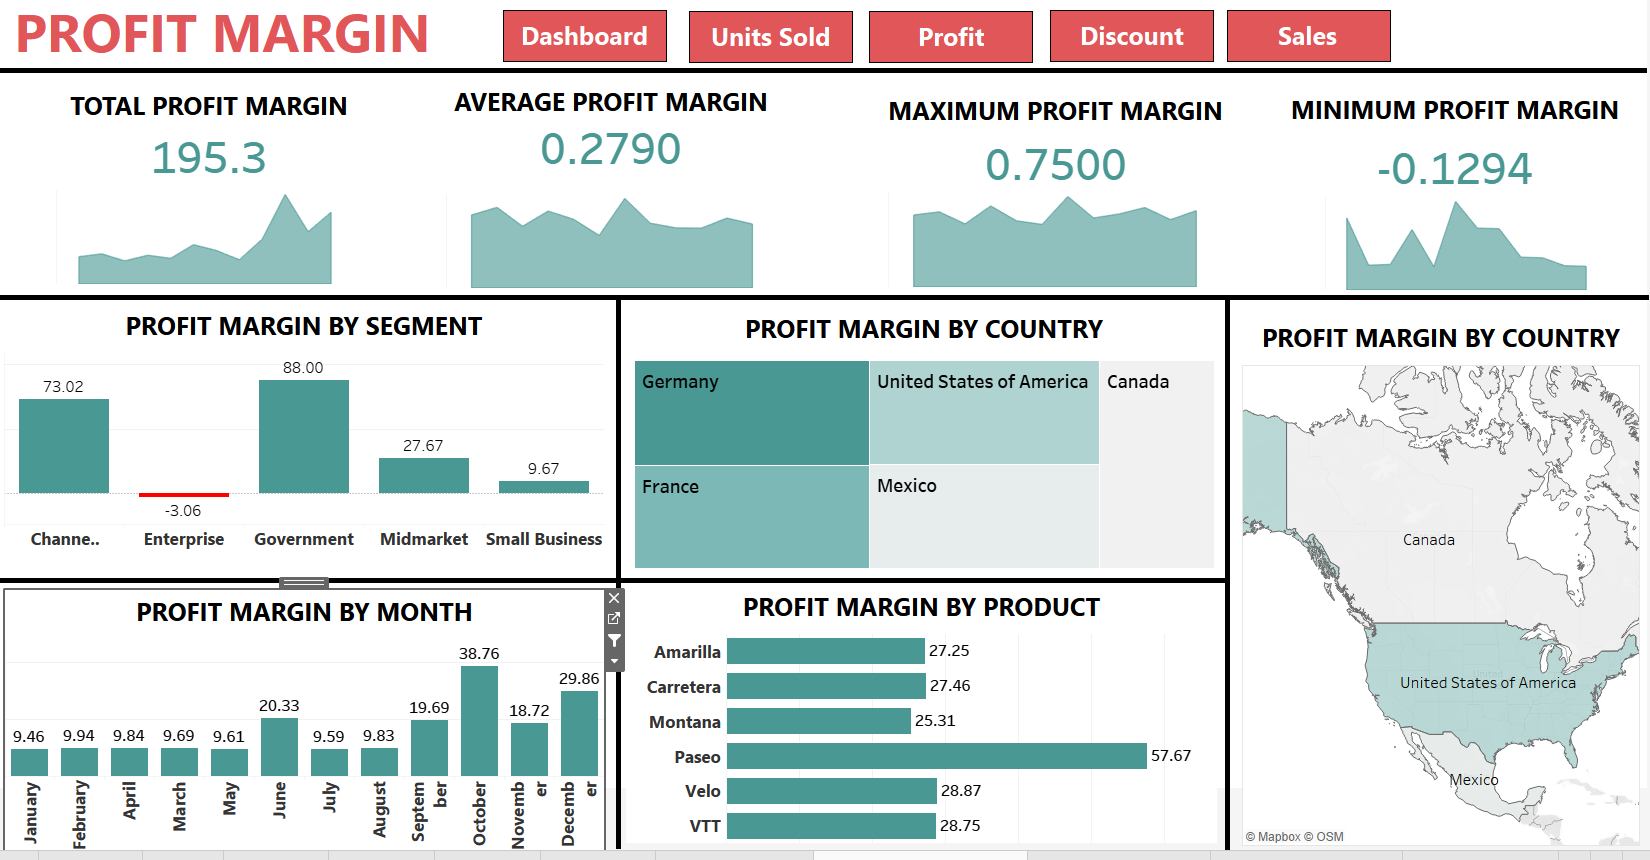 PROFIT MARGIN
Dashboard
Units Sold
Profit
Discount
Sales
TOTAL PROFIT MARGIN
195.3
AVERAGE PROFIT MARGIN
0.2790
MAXIMUM PROFIT MARGIN
0.7500
MINIMUM PROFIT MARGIN
-0.1294
PROFIT MARGIN BY SEGMENT
73.02
-3.06
88.00
27.67
9.67
Channe..
Enterprise
Government
Midmarket
Small Business
PROFIT MARGIN BY COUNTRY
Germany
United States of America
Canada
France
Mexico
PROFIT MARGIN BY COUNTRY
Canada
United States of America
Mexico
© Mapbox © OSM
PROFIT MARGIN BY MONTH
9.46
9.94
9.84
9.69
9.61
20.33
9.59
9.83
19.69
38.76
18.72
29.86
January
February
April
March
May
June
July
August
Septem
ber
October
Novemb
er
Decemb
er
PROFIT MARGIN BY PRODUCT
Amarilla
27.25
Carretera
27.46
Montana
25.31
Paseo
57.67
Velo
28.87
VTT
28.75